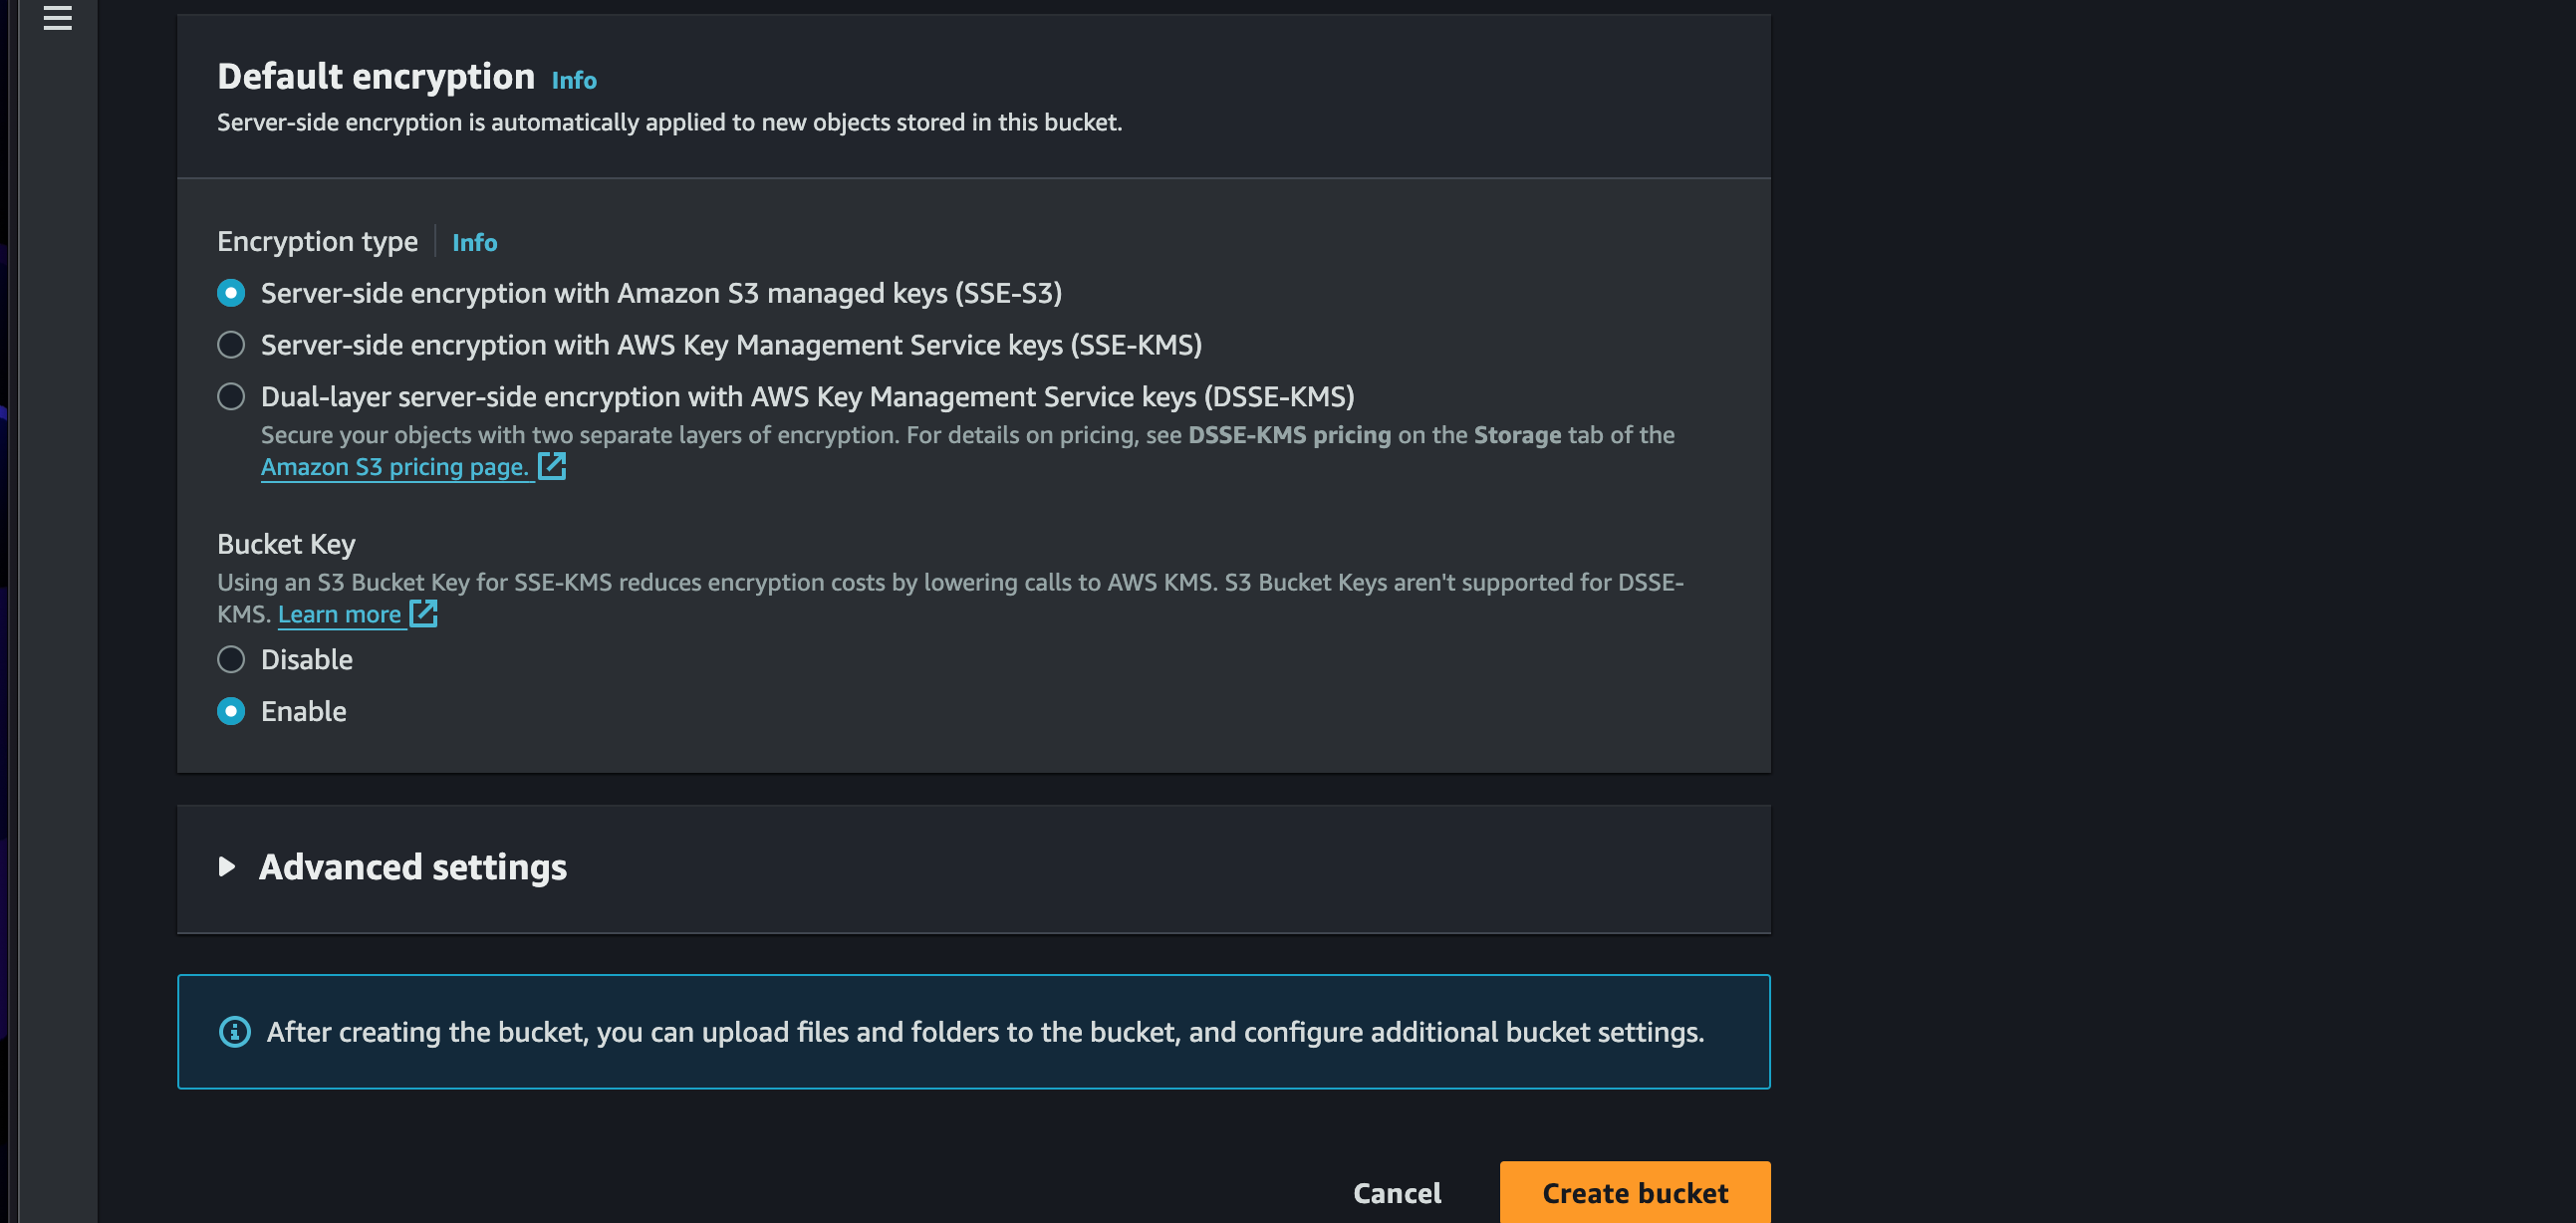 Default encryption Info
Server-side encryption is automatically applied to new objects stored in this bucket.
Encryption type Info
Server-side encryption with Amazon S3 managed keys (SSE-S3)
Server-side encryption with AWS Key Management Service keys (SSE-KMS)
Dual-layer server-side encryption with AWS Key Management Service keys (DSSE-KMS)
Secure your objects with two separate layers of encryption. For details on pricing, see DSSE-KMS pricing on the Storage tab of the
Amazon S3 pricing page.
Bucket Key
Using an S3 Bucket Key for SSE-KMS reduces encryption costs by lowering calls to AWS KMS. S3 Bucket Keys aren't supported for DSSE-
KMS. Learn more
Disable
Enable
Advanced settings
After creating the bucket, you can upload files and folders to the bucket, and configure additional bucket settings.
Cancel Create bucket